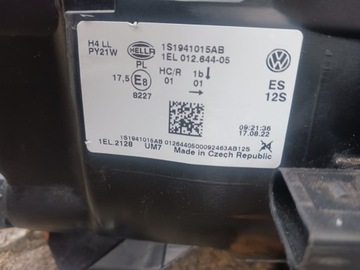 H4 LL
PY21W
HELLA
PL
1S1941015AB
1EL 012.644-05
HC/R 1b
17,5 E8 01 01
8227
ES
12S
09:21:36
17.08.22
1S1941015AB 01264405000092463AB12S
1EL.2128 UM7 Made in Czech Republic